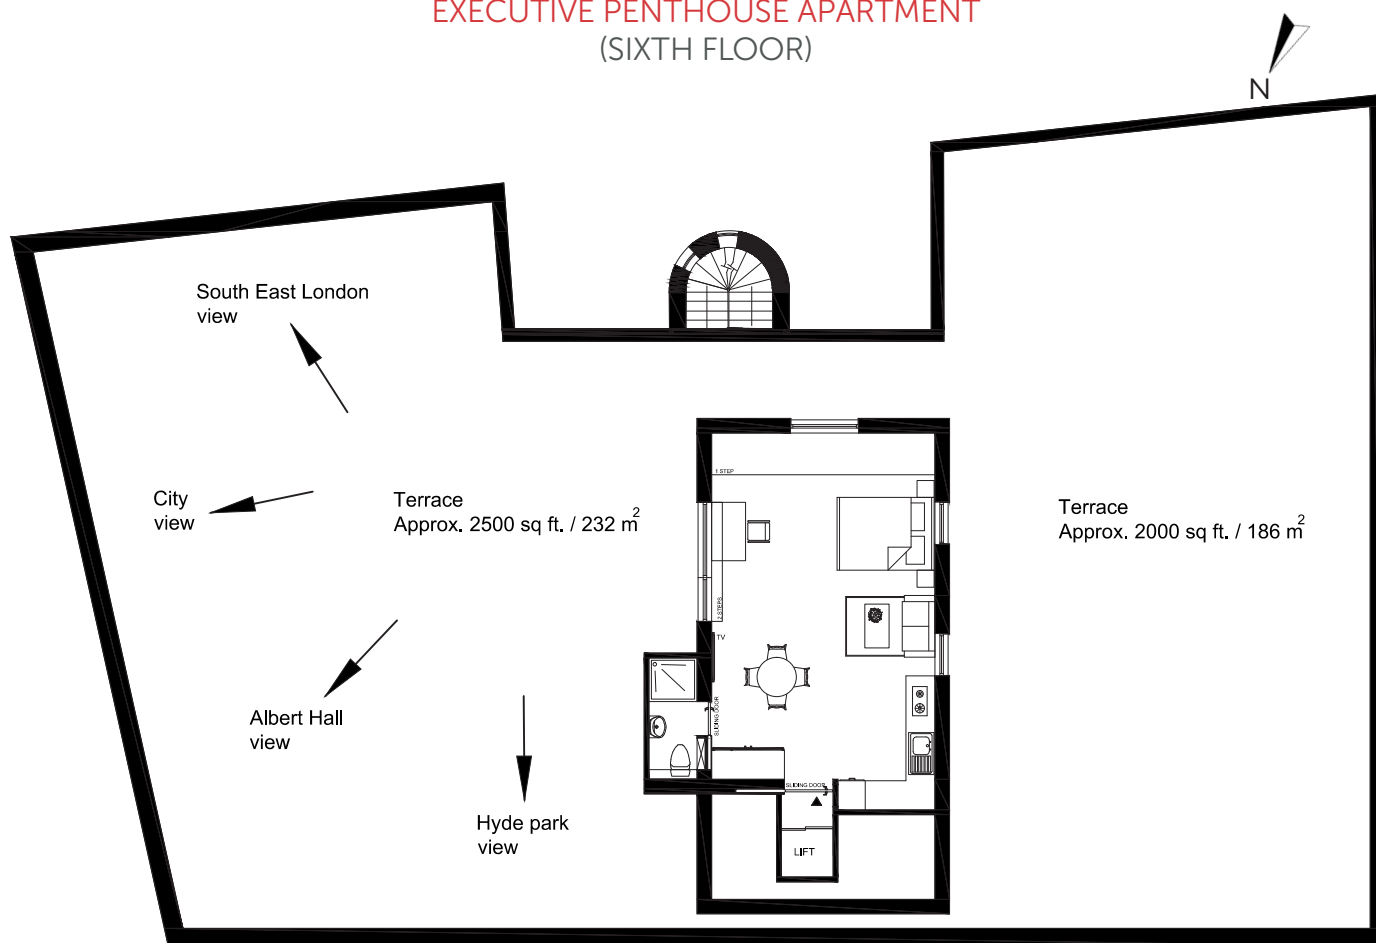 EXECUTIVE PENTHOUSE APARTMENT
(SIXTH FLOOR)
N
South East London
view
City
view
Terrace
Approx. 2500 sq ft. / 232 m²
Terrace
Approx. 2000 sq ft. / 186 m²
Albert Hall
view
Hyde park
view
1 STEP
2 STEPS
TV
SLIDING DOOR
SLIDING DOOR
LIFT